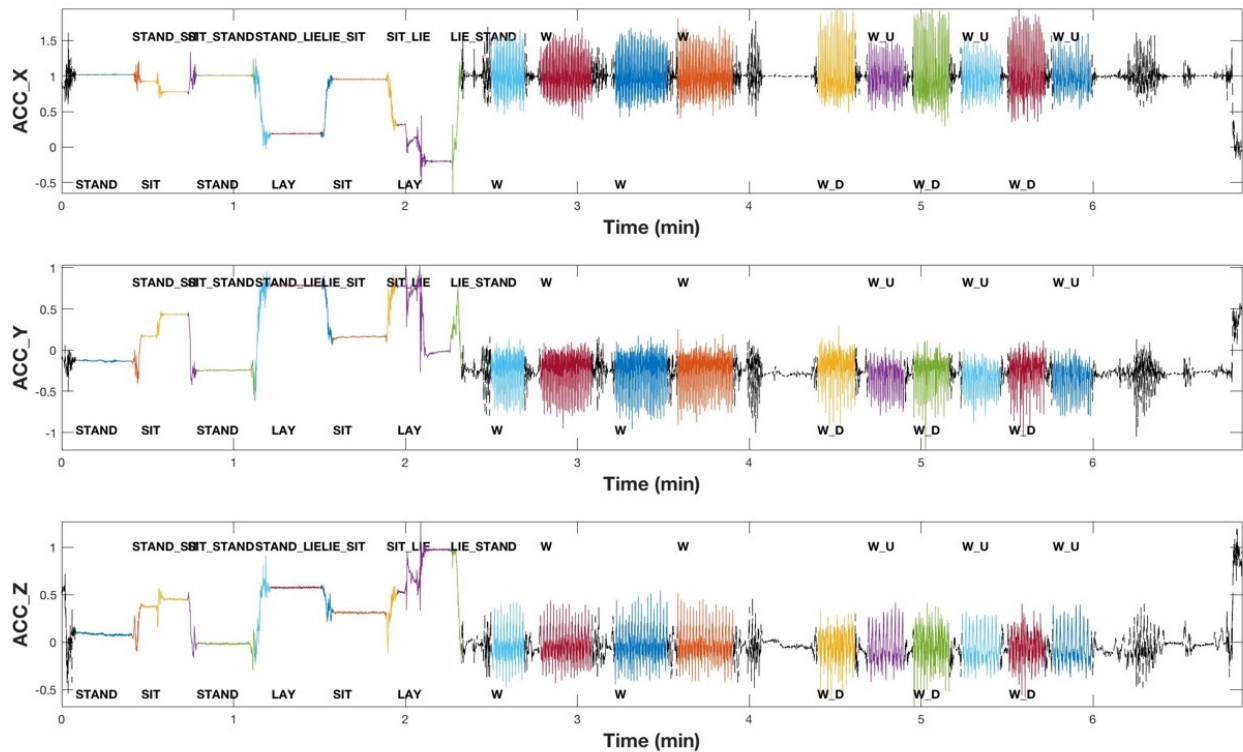 1.5
1
0.5
0
-0.5
ACC_X
STAND_SIT SIT_STAND STAND_LIE LIE_SIT SIT_LIE LIE_STAND W W W_U W_U W_U
STAND SIT STAND LAY SIT LAY W W W_D W_D W_D
0 1 2 3 4 5 6
Time (min)
1
0.5
0
-0.5
-1
ACC_Y
STAND_SIT SIT_STAND STAND_LIE LIE_SIT SIT_LIE LIE_STAND W W W_U W_U W_U
STAND SIT STAND LAY SIT LAY W W W_D W_D W_D
0 1 2 3 4 5 6
Time (min)
1
0.5
0
-0.5
ACC_Z
STAND_SIT SIT_STAND STAND_LIE LIE_SIT SIT_LIE LIE_STAND W W W_U W_U W_U
STAND SIT STAND LAY SIT LAY W W W_D W_D W_D
0 1 2 3 4 5 6
Time (min)